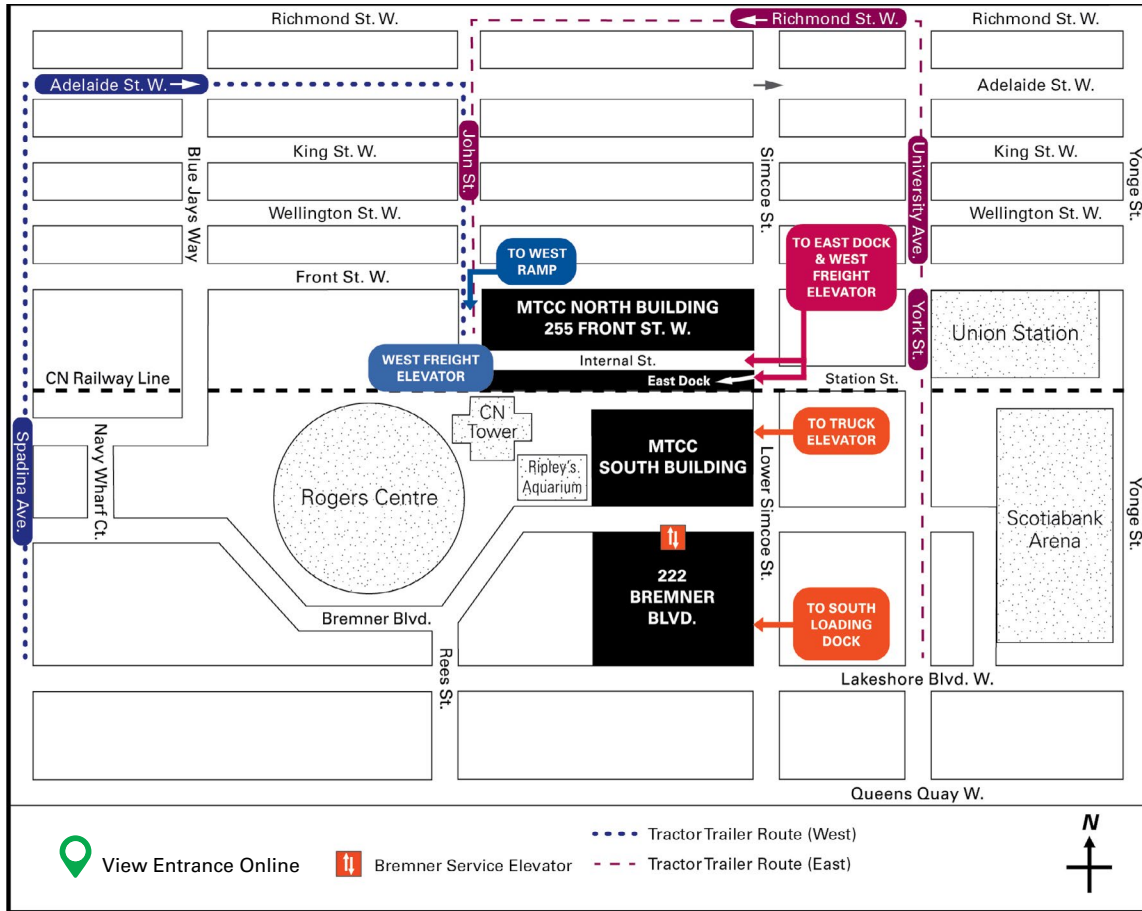 Richmond St. W.
Richmond St. W.
Richmond St. W.
Adelaide St. W.
Adelaide St. W.
John St.
King St. W.
King St. W.
Blue Jays Way
Simcoe St.
University Ave.
Yonge St.
Wellington St. W.
Wellington St. W.
TO WEST
RAMP
TO EAST DOCK
& WEST
FREIGHT
ELEVATOR
Front St. W.
MTCC NORTH BUILDING
255 FRONT ST. W.
York St.
Union Station
WEST FREIGHT
ELEVATOR
Internal St.
CN Railway Line
East Dock
Station St.
CN
Tower
TO TRUCK
ELEVATOR
Spadina Ave.
Navy Wharf Ct.
MTCC
SOUTH BUILDING
Ripley's
Aquarium
Rogers Centre
Lower Simcoe St.
Scotiabank
Arena
Yonge St.
222
BREMNER
BLVD.
TO SOUTH
LOADING
DOCK
Bremner Blvd.
Rees St.
Lakeshore Blvd. W.
Queens Quay W.
View Entrance Online
Bremner Service Elevator
Tractor Trailer Route (West)
Tractor Trailer Route (East)
N